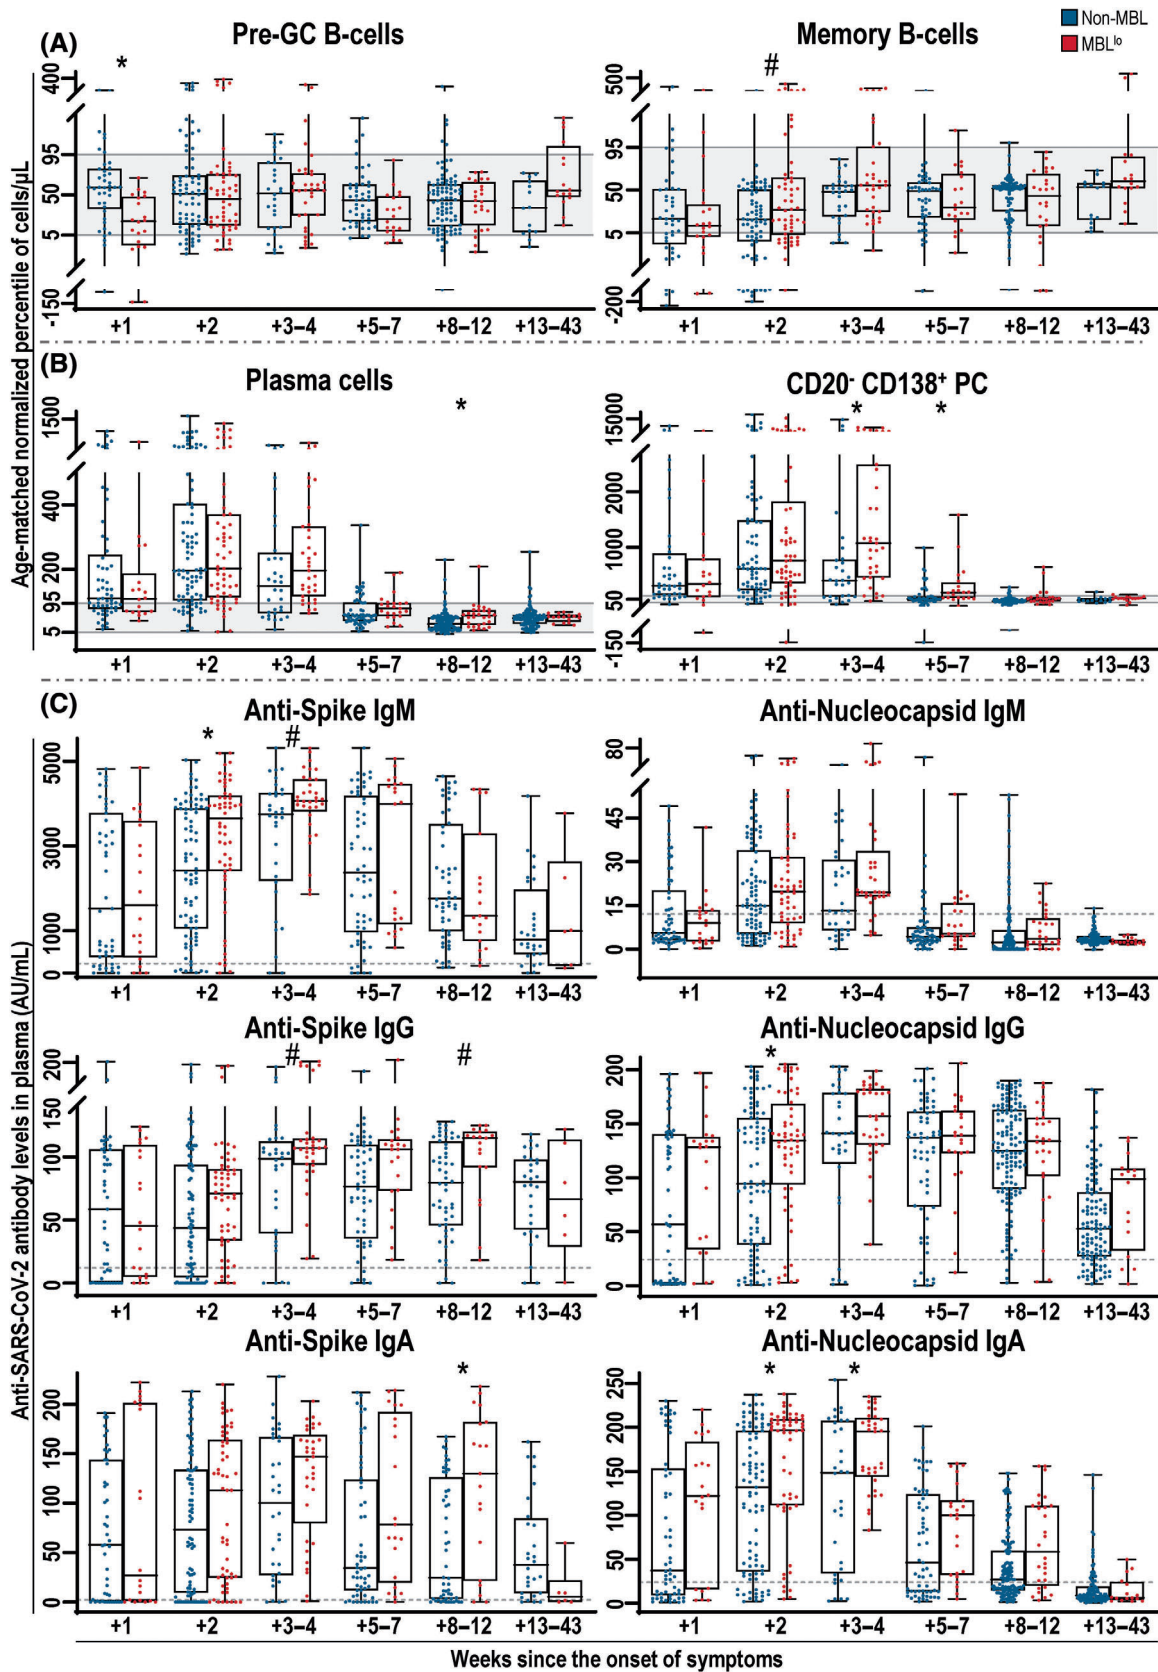 Non-MBL
MBLlo
(A)
Pre-GC B-cells
Memory B-cells
*
#
400
95
50
5
-150
500
95
50
5
-200
+1 +2 +3–4 +5–7 +8–12 +13–43
+1 +2 +3–4 +5–7 +8–12 +13–43
Age-matched normalized percentile of cells/μL
(B)
Plasma cells
CD20- CD138+ PC
*
* *
1500
400
200
95
5
15000
2000
1000
50
-150
+1 +2 +3–4 +5–7 +8–12 +13–43
+1 +2 +3–4 +5–7 +8–12 +13–43
(C)
Anti-Spike IgM
Anti-Nucleocapsid IgM
* #
5000
3000
1000
0
80
45
30
15
0
+1 +2 +3–4 +5–7 +8–12 +13–43
+1 +2 +3–4 +5–7 +8–12 +13–43
Anti-SARS-CoV-2 antibody levels in plasma (AU/mL)
Anti-Spike IgG
Anti-Nucleocapsid IgG
# #
*
200
150
100
50
0
200
150
100
50
0
+1 +2 +3–4 +5–7 +8–12 +13–43
+1 +2 +3–4 +5–7 +8–12 +13–43
Anti-Spike IgA
Anti-Nucleocapsid IgA
*
* *
200
150
100
50
0
250
200
150
100
50
0
+1 +2 +3–4 +5–7 +8–12 +13–43
+1 +2 +3–4 +5–7 +8–12 +13–43
Weeks since the onset of symptoms